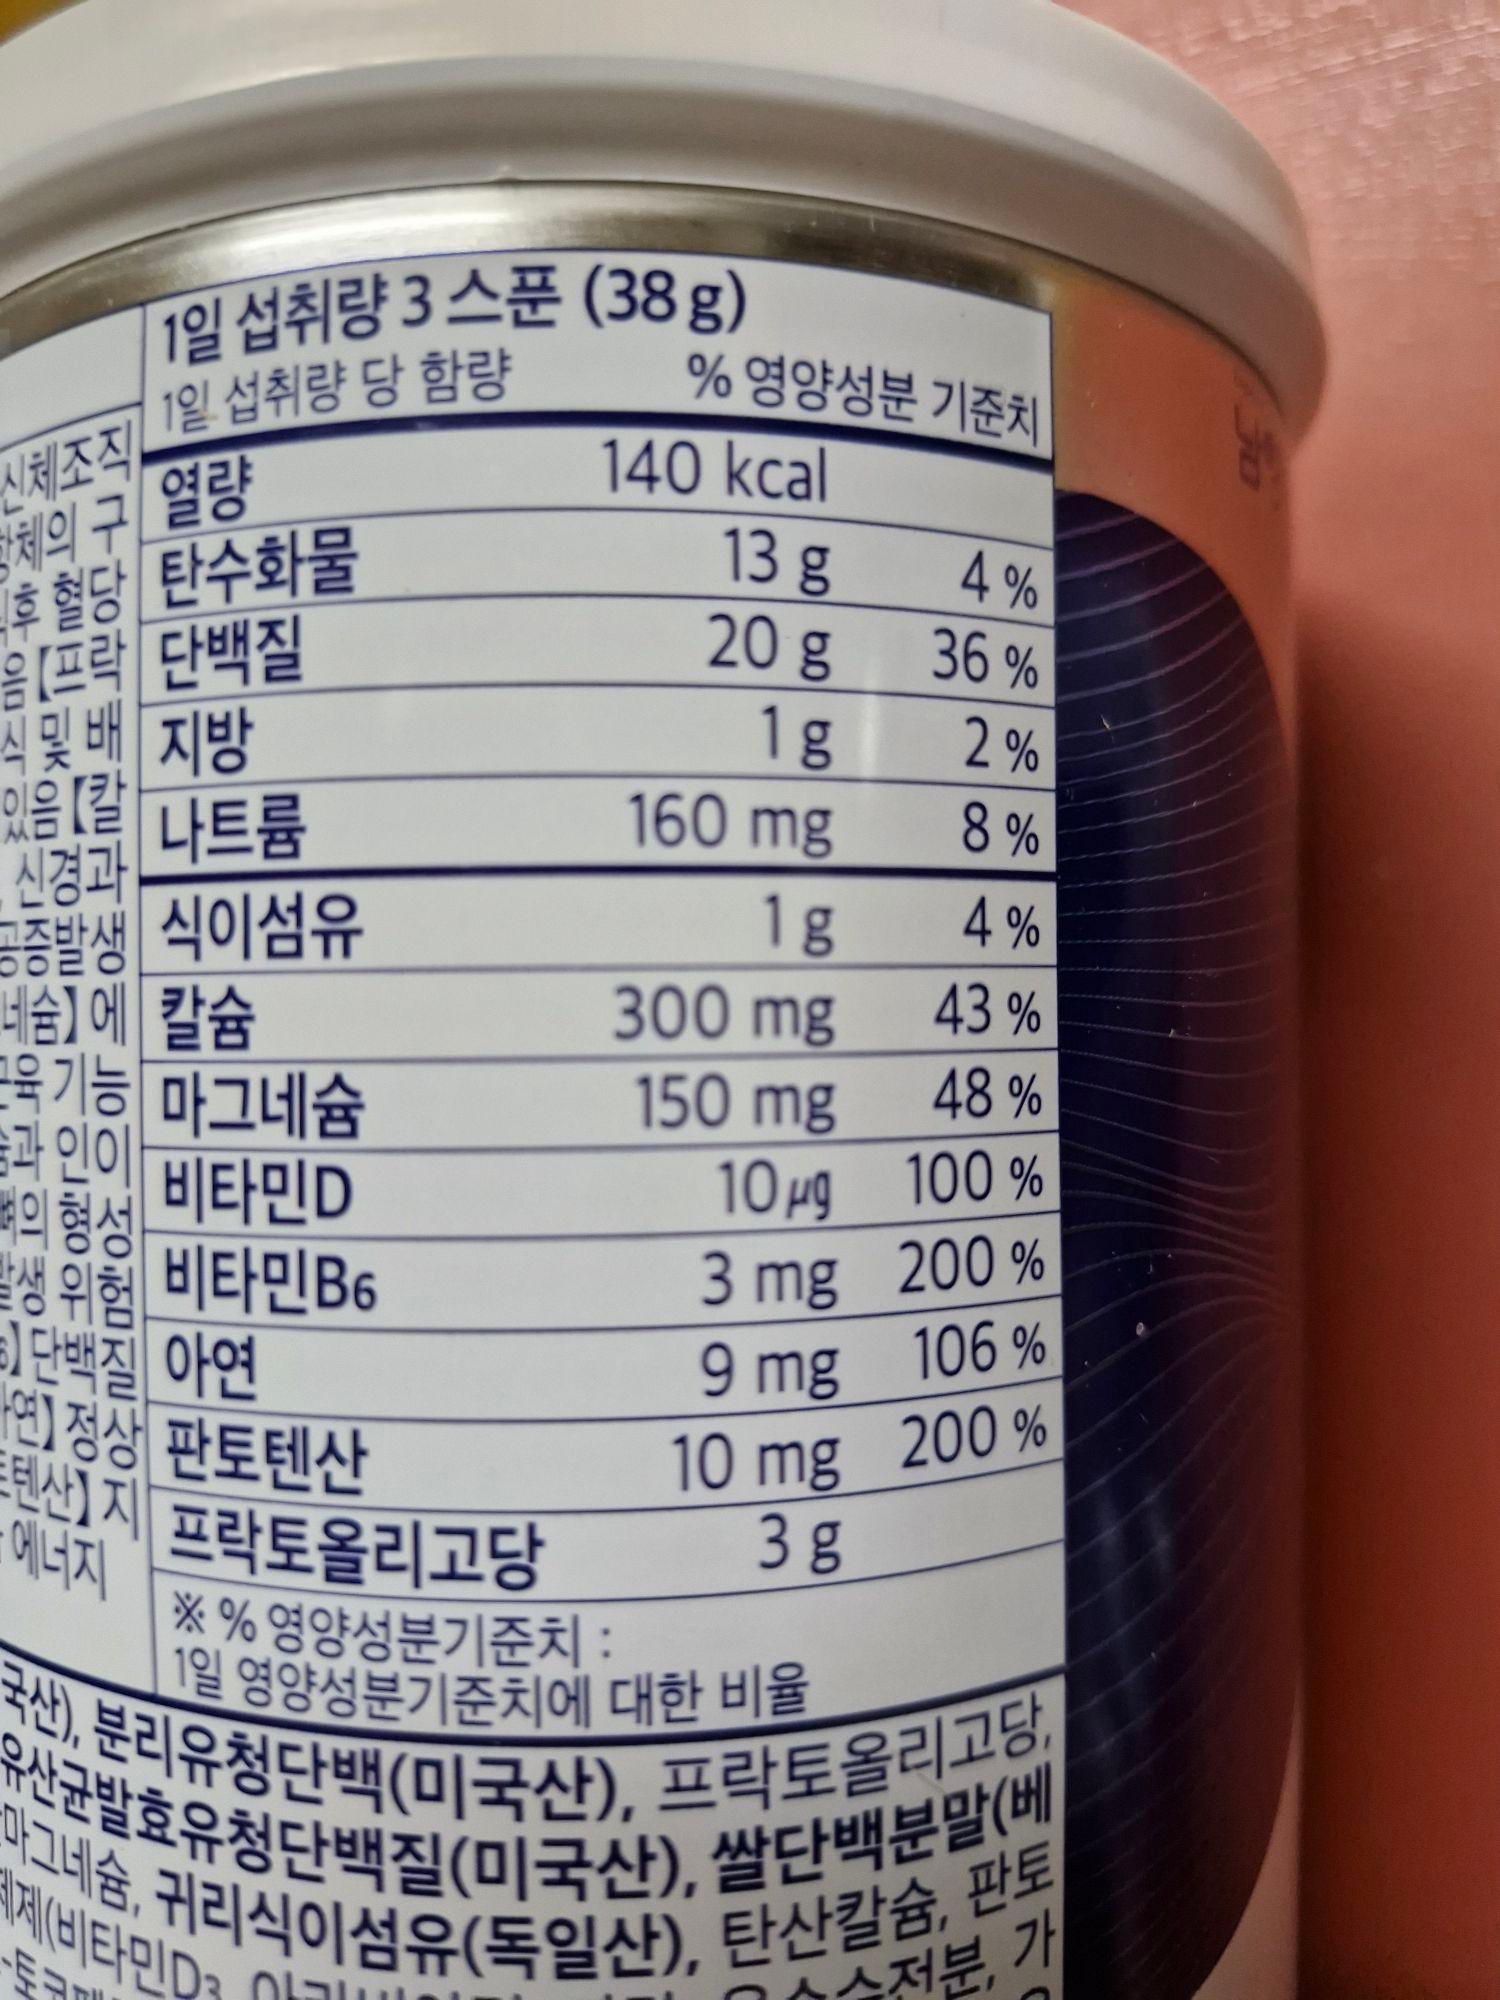 1일 섭취량 3 스푼 (38 g)
1일 섭취량 당 함량 % 영양성분 기준치
열량 140 kcal
탄수화물 13 g 4 %
단백질 20 g 36 %
지방 1 g 2 %
나트륨 160 mg 8 %
식이섬유 1 g 4 %
칼슘 300 mg 43 %
마그네슘 150 mg 48 %
비타민D 10 μg 100 %
비타민B6 3 mg 200 %
아연 9 mg 106 %
판토텐산 10 mg 200 %
프락토올리고당 3 g
※ % 영양성분기준치 :
1일 영양성분기준치에 대한 비율
신체조직
항체의 구
식후 혈당
음【프락
식 및 배
있음【칼
, 신경과
공증발생
네슘】에
근육 기능
슘과 인이
뼈의 형성
발생 위험
6】단백질
아연】정상
토텐산】지
에너지
국산), 분리유청단백(미국산), 프락토올리고당,
유산균발효유청단백질(미국산), 쌀단백분말(베
마그네슘, 귀리식이섬유(독일산), 탄산칼슘, 판토
제제(비타민D3, 옥수수전분, 가